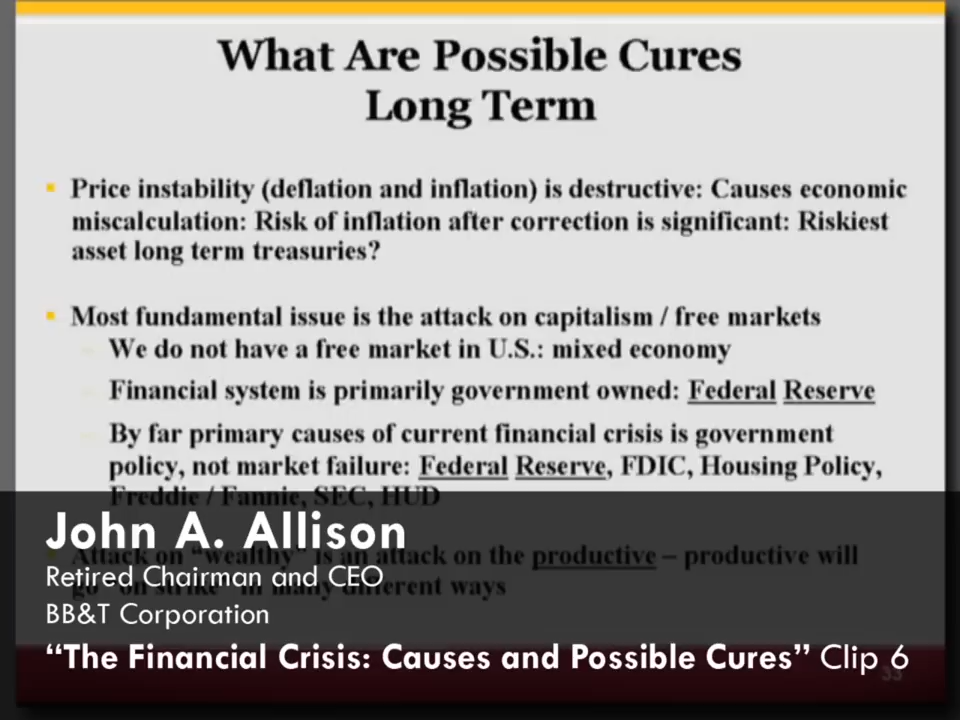 What Are Possible Cures
Long Term
▪ Price instability (deflation and inflation) is destructive: Causes economic
miscalculation: Risk of inflation after correction is significant: Riskiest
asset long term treasuries?
▪ Most fundamental issue is the attack on capitalism / free markets
– We do not have a free market in U.S.: mixed economy
– Financial system is primarily government owned: Federal Reserve
– By far primary causes of current financial crisis is government
policy, not market failure: Federal Reserve, FDIC, Housing Policy,
Freddie / Fannie, SEC, HUD
▪ Attack on “wealthy” is an attack on the productive – productive will
go “on strike” in many different ways
John A. Allison
Retired Chairman and CEO
BB&T Corporation
“The Financial Crisis: Causes and Possible Cures” Clip 6
33